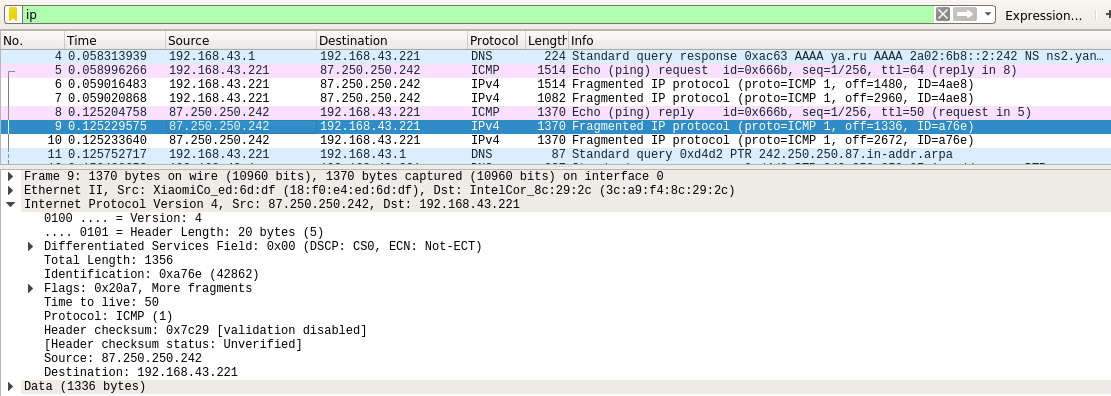 ip Expression… +
No. Time Source Destination Protocol Length Info
4 0.058313939 192.168.43.1 192.168.43.221 DNS 224 Standard query response 0xac63 AAAA ya.ru AAAA 2a02:6b8::2:242 NS ns2.yan…
5 0.058996266 192.168.43.221 87.250.250.242 ICMP 1514 Echo (ping) request id=0x666b, seq=1/256, ttl=64 (reply in 8)
6 0.059016483 192.168.43.221 87.250.250.242 IPv4 1514 Fragmented IP protocol (proto=ICMP 1, off=1480, ID=4ae8)
7 0.059020868 192.168.43.221 87.250.250.242 IPv4 1082 Fragmented IP protocol (proto=ICMP 1, off=2960, ID=4ae8)
8 0.125204758 87.250.250.242 192.168.43.221 ICMP 1370 Echo (ping) reply id=0x666b, seq=1/256, ttl=50 (request in 5)
9 0.125229575 87.250.250.242 192.168.43.221 IPv4 1370 Fragmented IP protocol (proto=ICMP 1, off=1336, ID=a76e)
10 0.125233640 87.250.250.242 192.168.43.221 IPv4 1370 Fragmented IP protocol (proto=ICMP 1, off=2672, ID=a76e)
11 0.125752717 192.168.43.221 192.168.43.1 DNS 87 Standard query 0xd4d2 PTR 242.250.250.87.in-addr.arpa
Frame 9: 1370 bytes on wire (10960 bits), 1370 bytes captured (10960 bits) on interface 0
Ethernet II, Src: XiaomiCo_ed:6d:df (18:f0:e4:ed:6d:df), Dst: IntelCor_8c:29:2c (3c:a9:f4:8c:29:2c)
Internet Protocol Version 4, Src: 87.250.250.242, Dst: 192.168.43.221
0100 .... = Version: 4
.... 0101 = Header Length: 20 bytes (5)
Differentiated Services Field: 0x00 (DSCP: CS0, ECN: Not-ECT)
Total Length: 1356
Identification: 0xa76e (42862)
Flags: 0x20a7, More fragments
Time to live: 50
Protocol: ICMP (1)
Header checksum: 0x7c29 [validation disabled]
[Header checksum status: Unverified]
Source: 87.250.250.242
Destination: 192.168.43.221
Data (1336 bytes)